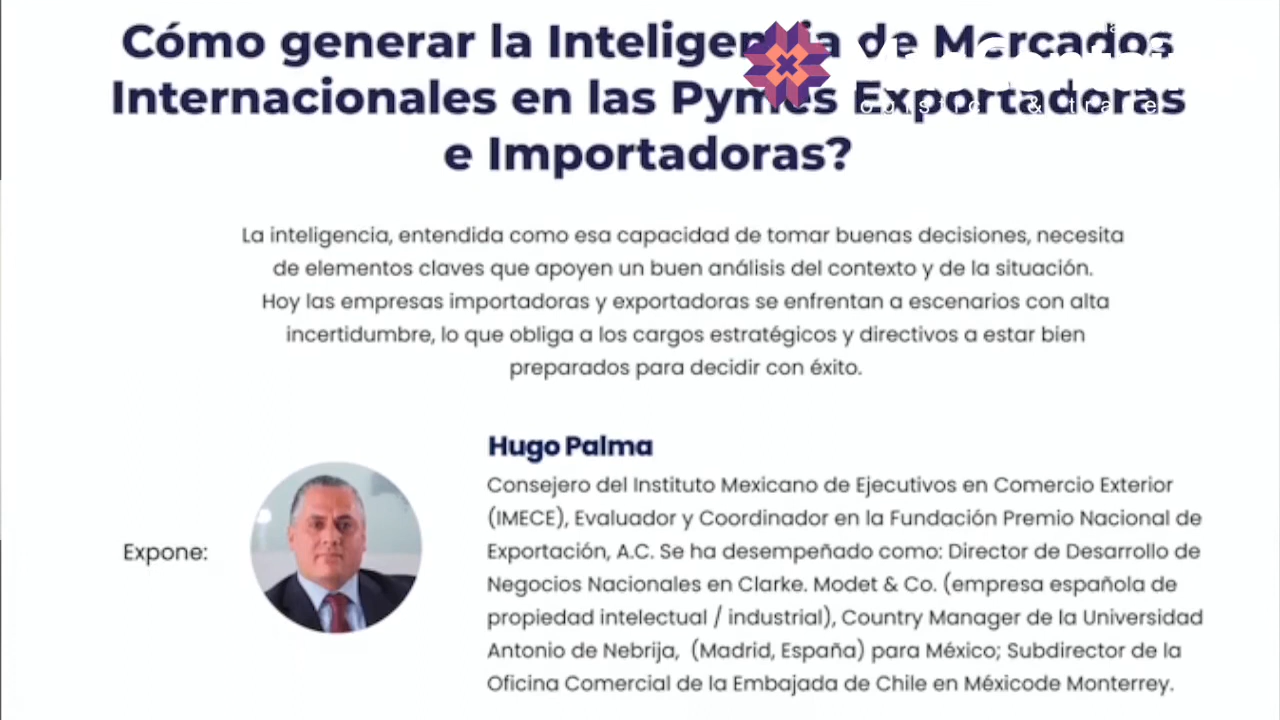 Cómo generar la Inteligencia de Mercados
Internacionales en las Pymes Exportadoras
e Importadoras?
La inteligencia, entendida como esa capacidad de tomar buenas decisiones, necesita
de elementos claves que apoyen un buen análisis del contexto y de la situación.
Hoy las empresas importadoras y exportadoras se enfrentan a escenarios con alta
incertidumbre, lo que obliga a los cargos estratégicos y directivos a estar bien
preparados para decidir con éxito.
Hugo Palma
Consejero del Instituto Mexicano de Ejecutivos en Comercio Exterior
(IMECE), Evaluador y Coordinador en la Fundación Premio Nacional de
Exportación, A.C. Se ha desempeñado como: Director de Desarrollo de
Negocios Nacionales en Clarke. Modet & Co. (empresa española de
propiedad intelectual / industrial), Country Manager de la Universidad
Antonio de Nebrija, (Madrid, España) para México; Subdirector de la
Oficina Comercial de la Embajada de Chile en Méxicode Monterrey.
Expone: